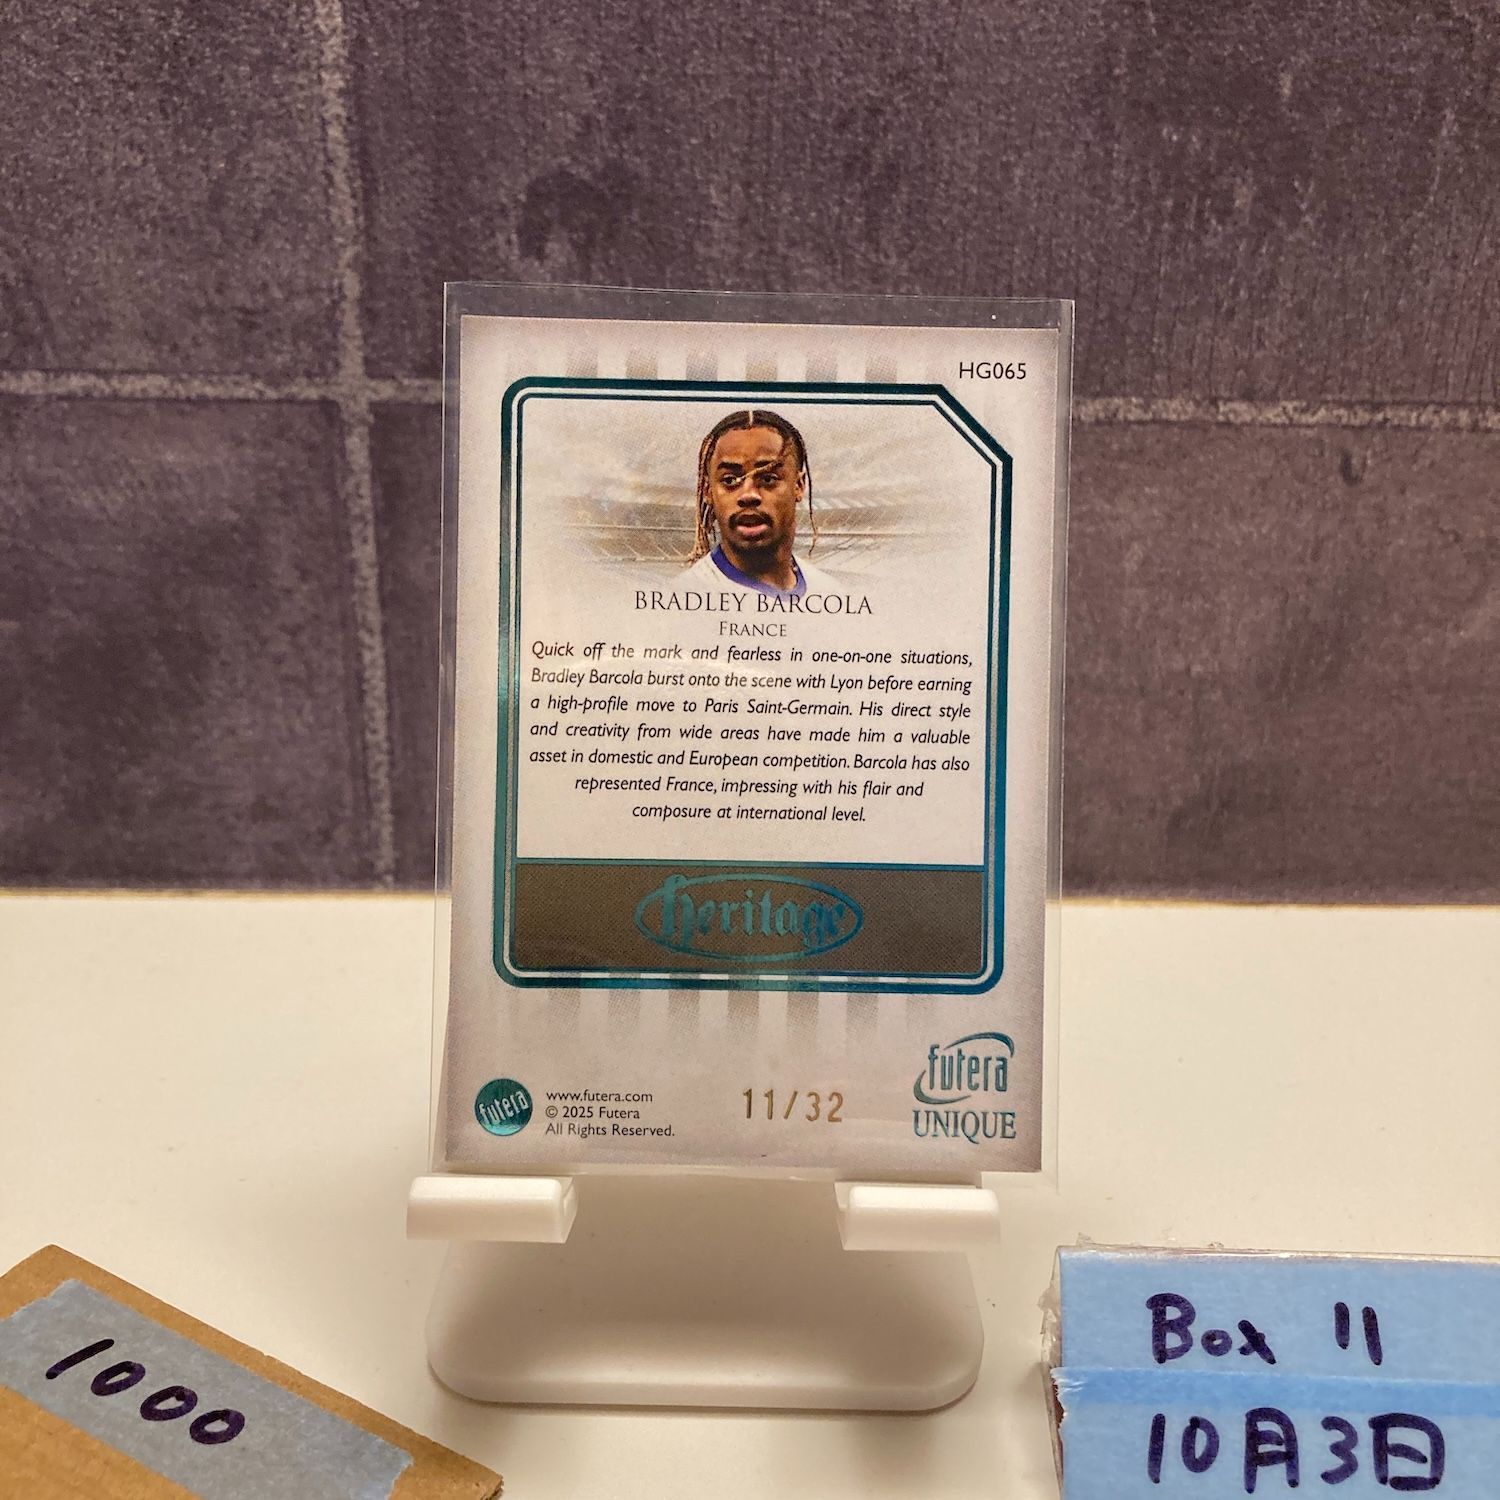 HG065
BRADLEY BARCOLA
FRANCE
Quick off the mark and fearless in one-on-one situations,
Bradley Barcola burst onto the scene with Lyon before earning
a high-profile move to Paris Saint-Germain. His direct style
and creativity from wide areas have made him a valuable
asset in domestic and European competition. Barcola has also
represented France, impressing with his flair and
composure at international level.
heritage
futera
www.futera.com
© 2025 Futera
All Rights Reserved.
11/32
futera
UNIQUE
1000
Box 11
10月3日